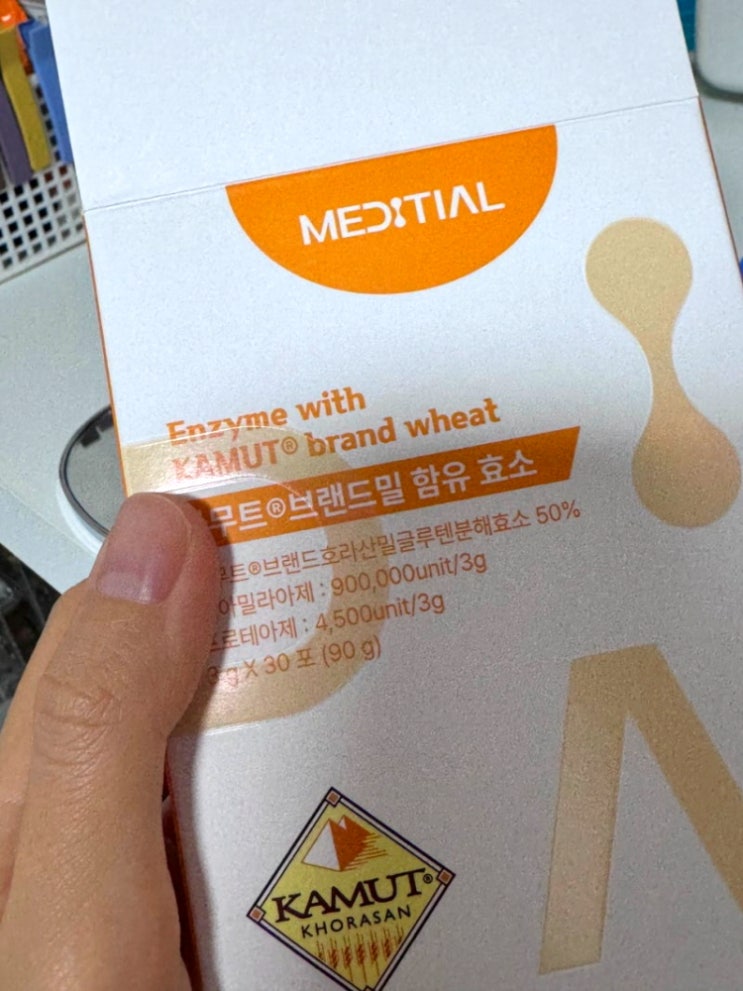 MEDITIAL
Enzyme with
KAMUT® brand wheat
무트®브랜드밀 함유 효소
무트®브랜드호라산밀글루텐분해효소 50%
아밀라아제 : 900,000unit/3g
로테아제 : 4,500unit/3g
3 g X 30 포 (90 g)
KAMUT®
KHORASAN